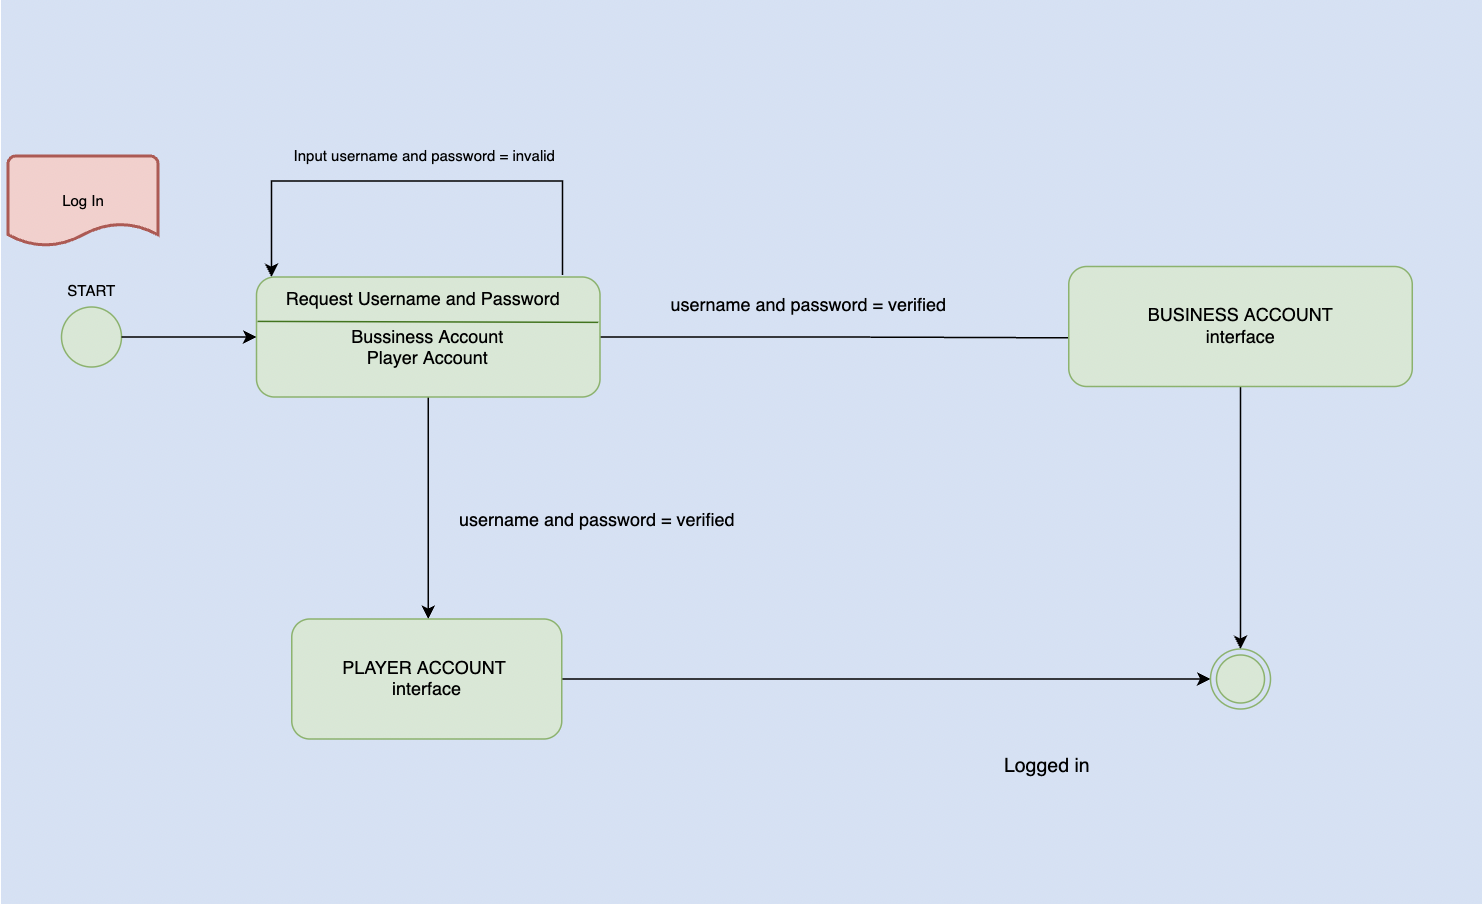 Input username and password = invalid
Log In
START
Request Username and Password
Bussiness Account
Player Account
username and password = verified
BUSINESS ACCOUNT
interface
username and password = verified
PLAYER ACCOUNT
interface
Logged in